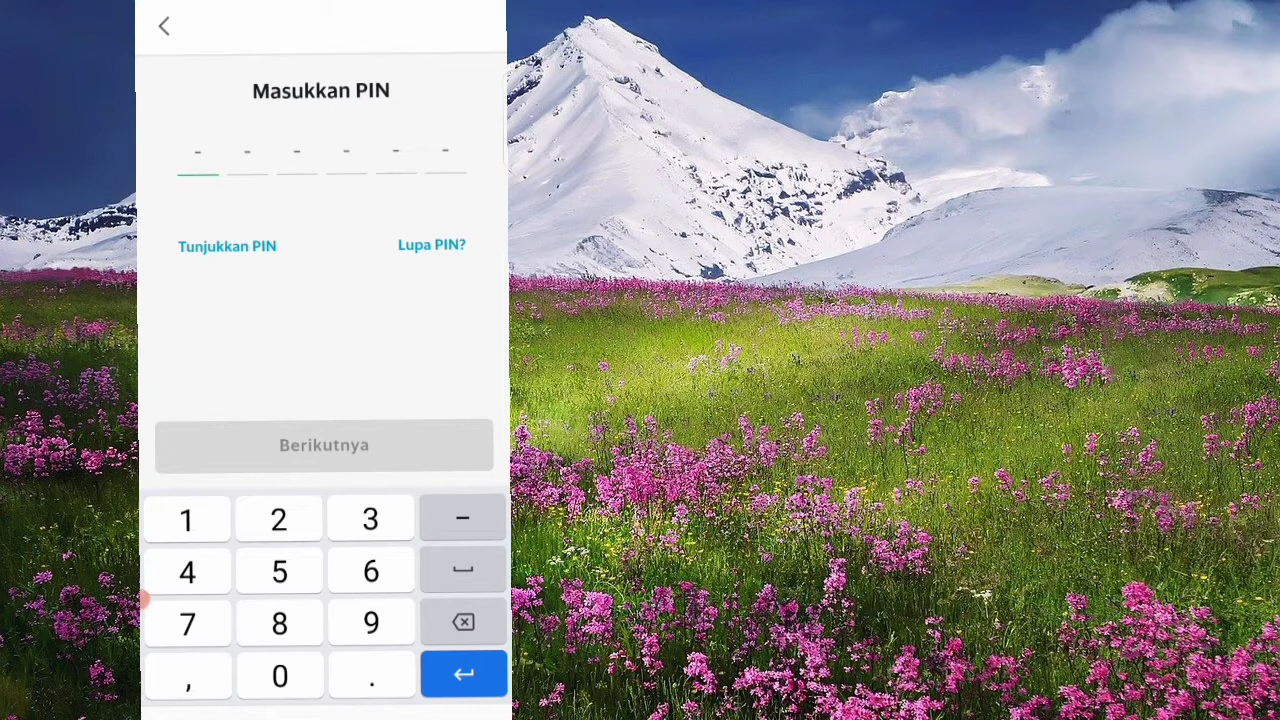 Masukkan PIN
- - - - - -
Tunjukkan PIN Lupa PIN?
Berikutnya
1 2 3 -
4 5 6
7 8 9
, 0 .